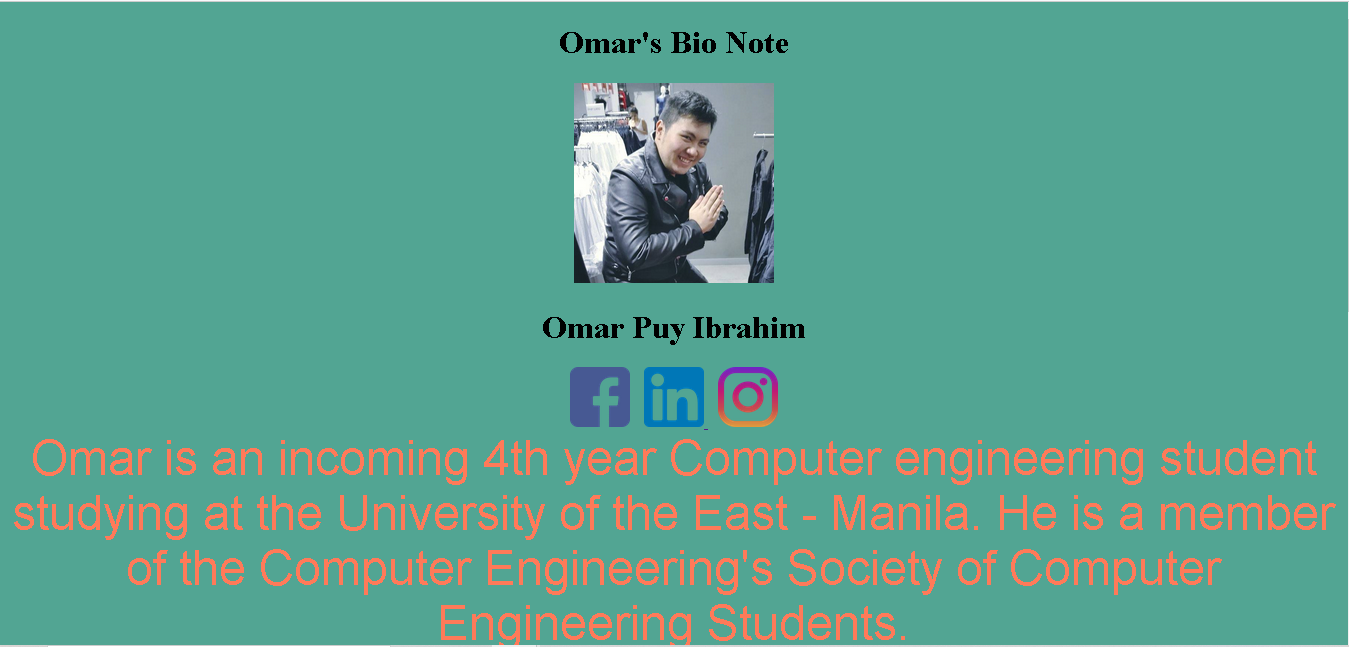 Omar's Bio Note
Omar Puy Ibrahim
f in
Omar is an incoming 4th year Computer engineering student
studying at the University of the East - Manila. He is a member
of the Computer Engineering's Society of Computer
Engineering Students.